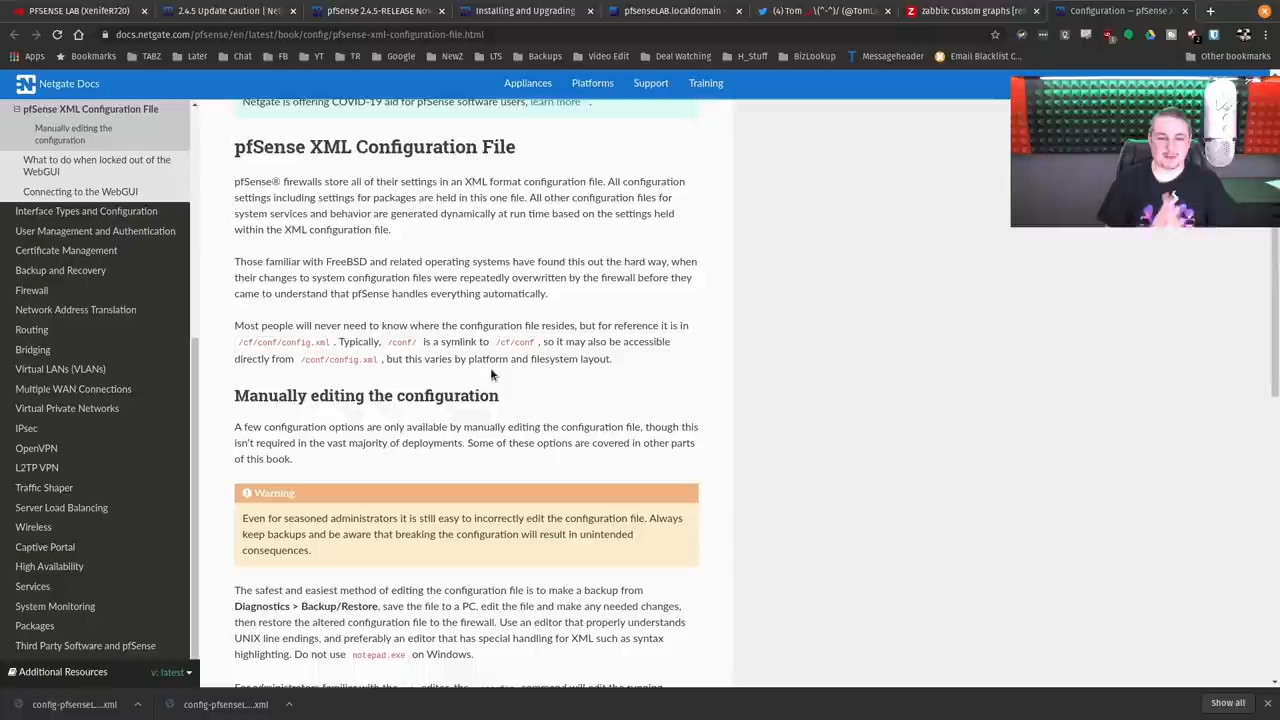 PFSENSE LAB (Xenifer720)
2.4.5 Update Caution | Net
pfsense 2.4.5-RELEASE Now
Installing and Upgrading
pfsenseLAB.localdomain
(4) Tom
(@TomL
zabbix: custom graphs [re
Configuration — pfSense X
docs.netgate.com/pfsense/en/latest/book/config/pfsense-xml-configuration-file.html
Apps
Bookmarks
TABZ
Later
Chat
FB
YT
TR
Google
NewZ
LTS
Backups
Video Edit
Deal Watching
H_Stuff
BizLookup
Messageheader
Email Blacklist C...
Other bookmarks
Netgate Docs
Appliances
Platforms
Support
Training
pfSense XML Configuration File
Manually editing the
configuration
What to do when locked out of the
WebGUI
Connecting to the WebGUI
Interface Types and Configuration
User Management and Authentication
Certificate Management
Backup and Recovery
Firewall
Network Address Translation
Routing
Bridging
Virtual LANs (VLANs)
Multiple WAN Connections
Virtual Private Networks
IPsec
OpenVPN
L2TP VPN
Traffic Shaper
Server Load Balancing
Wireless
Captive Portal
High Availability
Services
System Monitoring
Packages
Third Party Software and pfSense
Additional Resources
v: latest
Netgate is offering COVID-19 aid for pfSense software users, learn more .
pfSense XML Configuration File
pfSense® firewalls store all of their settings in an XML format configuration file. All configuration
settings including settings for packages are held in this one file. All other configuration files for
system services and behavior are generated dynamically at run time based on the settings held
within the XML configuration file.
Those familiar with FreeBSD and related operating systems have found this out the hard way, when
their changes to system configuration files were repeatedly overwritten by the firewall before they
came to understand that pfSense handles everything automatically.
Most people will never need to know where the configuration file resides, but for reference it is in
/cf/conf/config.xml . Typically, /conf/ is a symlink to /cf/conf , so it may also be accessible
directly from /conf/config.xml , but this varies by platform and filesystem layout.
Manually editing the configuration
A few configuration options are only available by manually editing the configuration file, though this
isn't required in the vast majority of deployments. Some of these options are covered in other parts
of this book.
Warning
Even for seasoned administrators it is still easy to incorrectly edit the configuration file. Always
keep backups and be aware that breaking the configuration will result in unintended
consequences.
The safest and easiest method of editing the configuration file is to make a backup from
Diagnostics > Backup/Restore, save the file to a PC, edit the file and make any needed changes,
then restore the altered configuration file to the firewall. Use an editor that properly understands
UNIX line endings, and preferably an editor that has special handling for XML such as syntax
highlighting. Do not use notepad.exe on Windows.
config-pfsenseL....xml
config-pfsenseL....xml
Show all